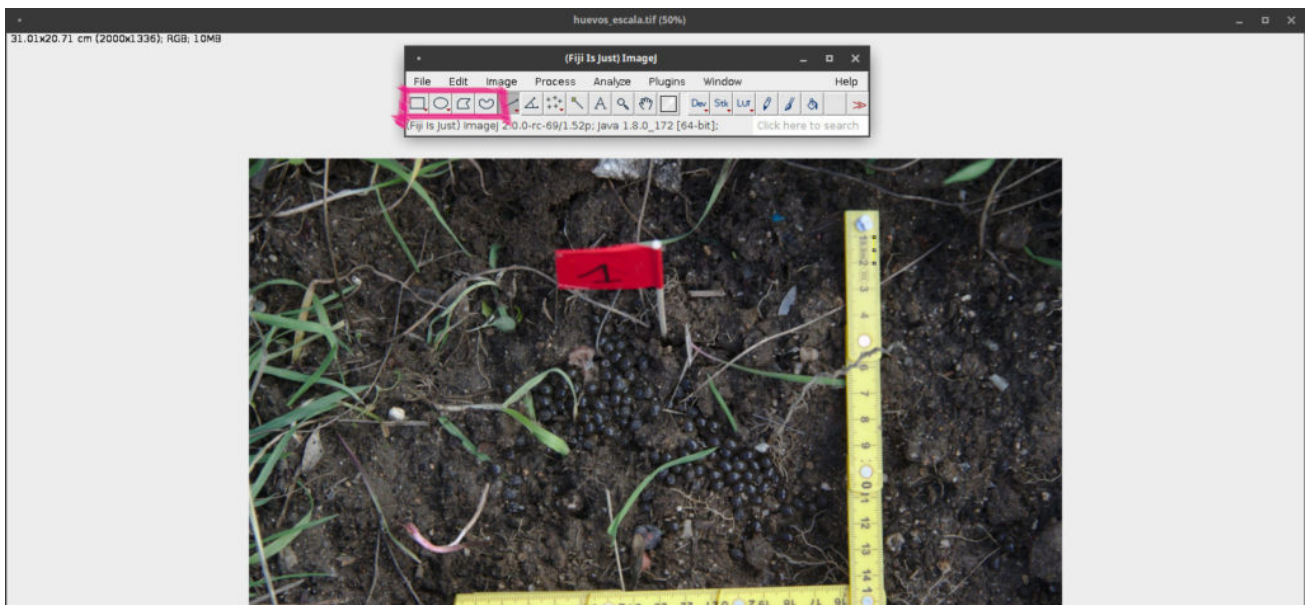 huevos_escala.tif (50%)
31.01x20.71 cm (2000x1336); RGB; 10MB
(Fiji Is Just) ImageJ
File Edit Image Process Analyze Plugins Window Help
A Dev Stk LUT
(Fiji Is Just) ImageJ 2.0.0-rc-69/1.52p; Java 1.8.0_172 [64-bit]; Click here to search
1
2
3
4
6
7
8
9
11
12
13
14